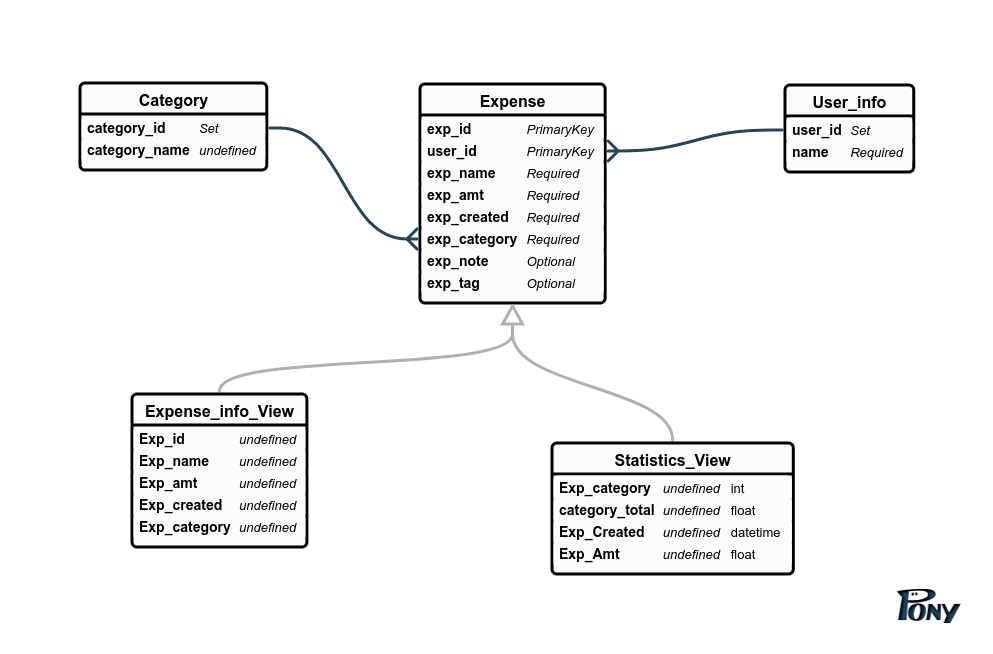 Category
category_id Set
category_name undefined
Expense
exp_id PrimaryKey
user_id PrimaryKey
exp_name Required
exp_amt Required
exp_created Required
exp_category Required
exp_note Optional
exp_tag Optional
User_info
user_id Set
name Required
Expense_info_View
Exp_id undefined
Exp_name undefined
Exp_amt undefined
Exp_created undefined
Exp_category undefined
Statistics_View
Exp_category undefined int
category_total undefined float
Exp_Created undefined datetime
Exp_Amt undefined float
PONY